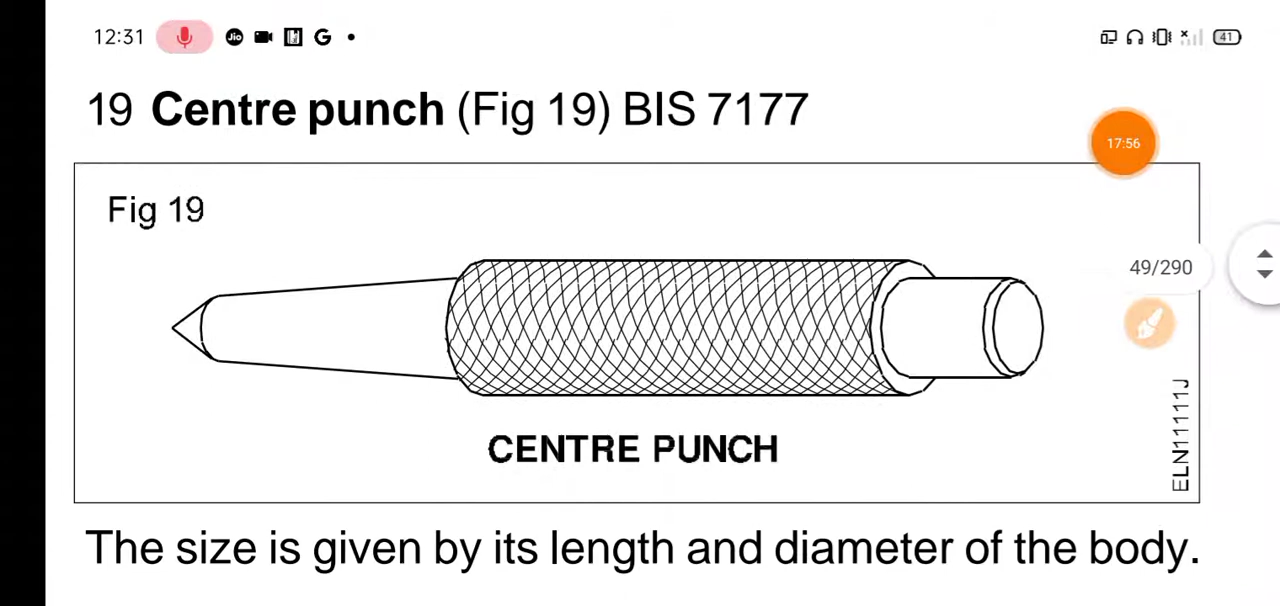 12:31 Jio G 41
19 Centre punch (Fig 19) BIS 7177
17:56
Fig 19
49/290
ELN11111J
CENTRE PUNCH
The size is given by its length and diameter of the body.